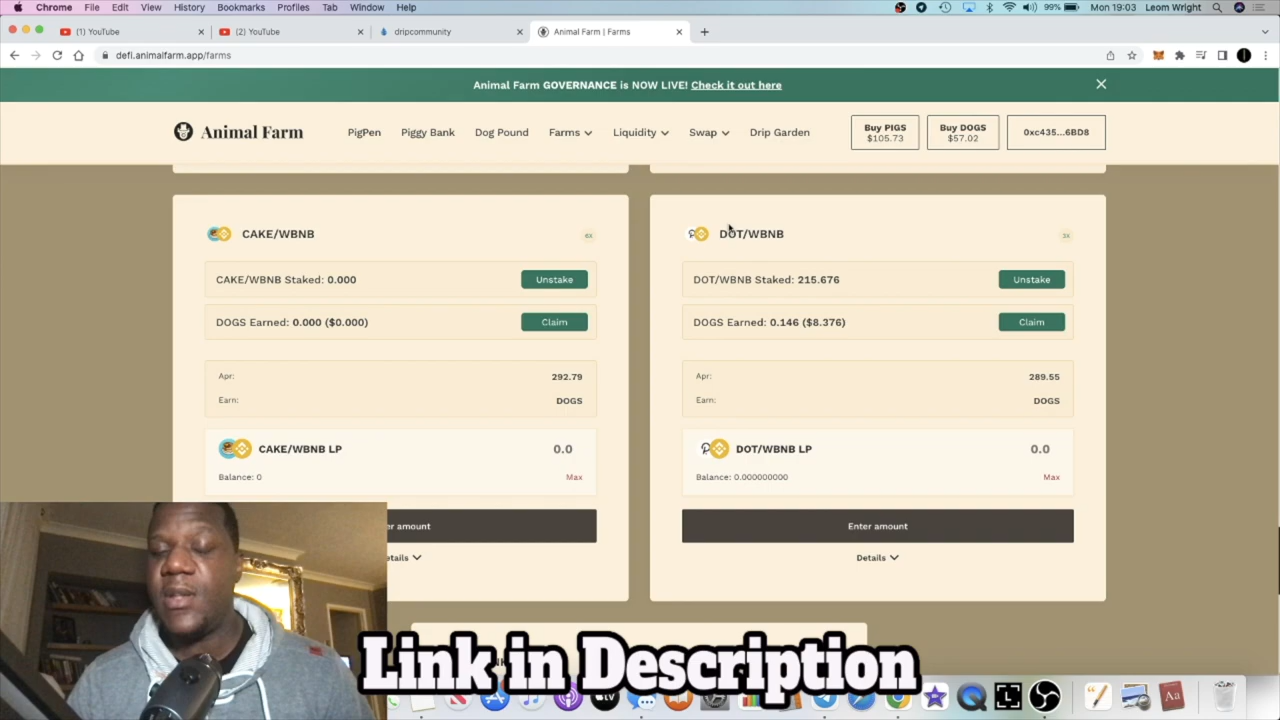 Chrome File Edit View History Bookmarks Profiles Tab Window Help 99% Mon 19:03 Leom Wright
(1) YouTube (2) YouTube dripcommunity Animal Farm | Farms
defi.animalfarm.app/farms
Animal Farm GOVERNANCE is NOW LIVE! Check it out here
Animal Farm PigPen Piggy Bank Dog Pound Farms Liquidity Swap Drip Garden Buy PIGS Buy DOGS 0xc435...6BD8
$105.73 $57.02
CAKE/WBNB 6x
CAKE/WBNB Staked: 0.000 Unstake
DOGS Earned: 0.000 ($0.000) Claim
Apr: 292.79
Earn: DOGS
CAKE/WBNB LP 0.0
Balance: 0 Max
er amount
etails
DOT/WBNB 3x
DOT/WBNB Staked: 215.676 Unstake
DOGS Earned: 0.146 ($8.376) Claim
Apr: 289.55
Earn: DOGS
DOT/WBNB LP 0.0
Balance: 0.000000000 Max
Enter amount
Details
Link in Description